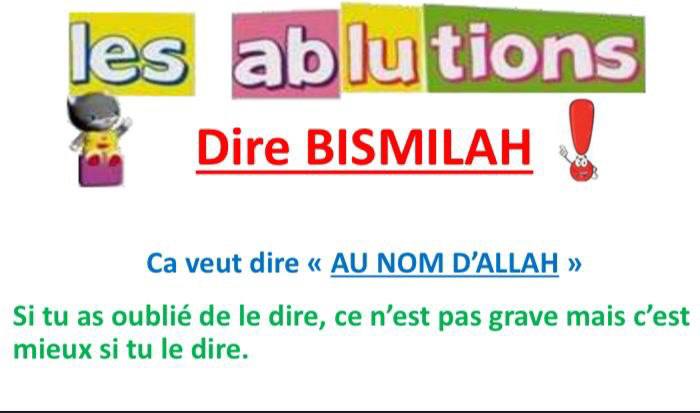 les ablutions
Dire BISMILAH
Ca veut dire « AU NOM D'ALLAH »
Si tu as oublié de le dire, ce n'est pas grave mais c'est
mieux si tu le dire.